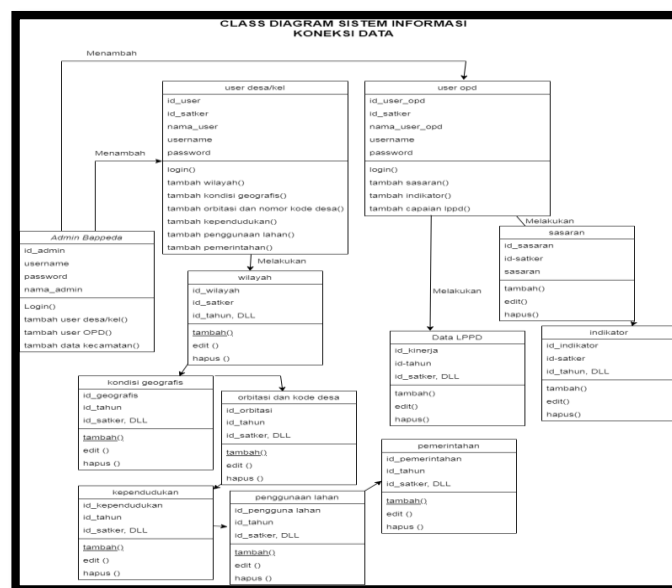 CLASS DIAGRAM SISTEM INFORMASI
KONEKSI DATA
Menambah
user desa/kel
id_user
id_satker
nama_user
username
password
login()
tambah wilayah()
tambah kondisi geografis()
tambah orbitasi dan nomor kode desa()
tambah kependudukan()
tambah penggunaan lahan()
tambah pemerintahan()
user opd
id_user_opd
id_satker
nama_user_opd
username
password
login()
tambah sasaran()
tambah indikator()
tambah capaian lppd()
Menambah
Admin Bappeda
id_admin
username
password
nama_admin
Login()
tambah user desa/kel()
tambah user OPD()
tambah data kecamatan()
Melakukan
sasaran
id_sasaran
id-satker
sasaran
tambah()
edit()
hapus()
Melakukan
wilayah
id_wilayah
id_satker
id_tahun, DLL
tambah()
edit ()
hapus ()
Melakukan
Data LPPD
id_kinerja
id-tahun
id_satker, DLL
tambah()
edit()
hapus()
indikator
id_indikator
id-satker
id_tahun, DLL
tambah()
edit()
hapus()
kondisi geografis
id_geografis
id_tahun
id_satker, DLL
tambah()
edit ()
hapus ()
orbitasi dan kode desa
id_orbitasi
id_tahun
id_satker, DLL
tambah()
edit ()
hapus ()
pemerintahan
id_pemerintahan
id_tahun
id_satker, DLL
tambah()
edit ()
hapus ()
kependudukan
id_kependudukan
id_tahun
id_satker, DLL
tambah()
edit ()
hapus ()
penggunaan lahan
id_pengguna lahan
id_tahun
id_satker, DLL
tambah()
edit ()
hapus ()